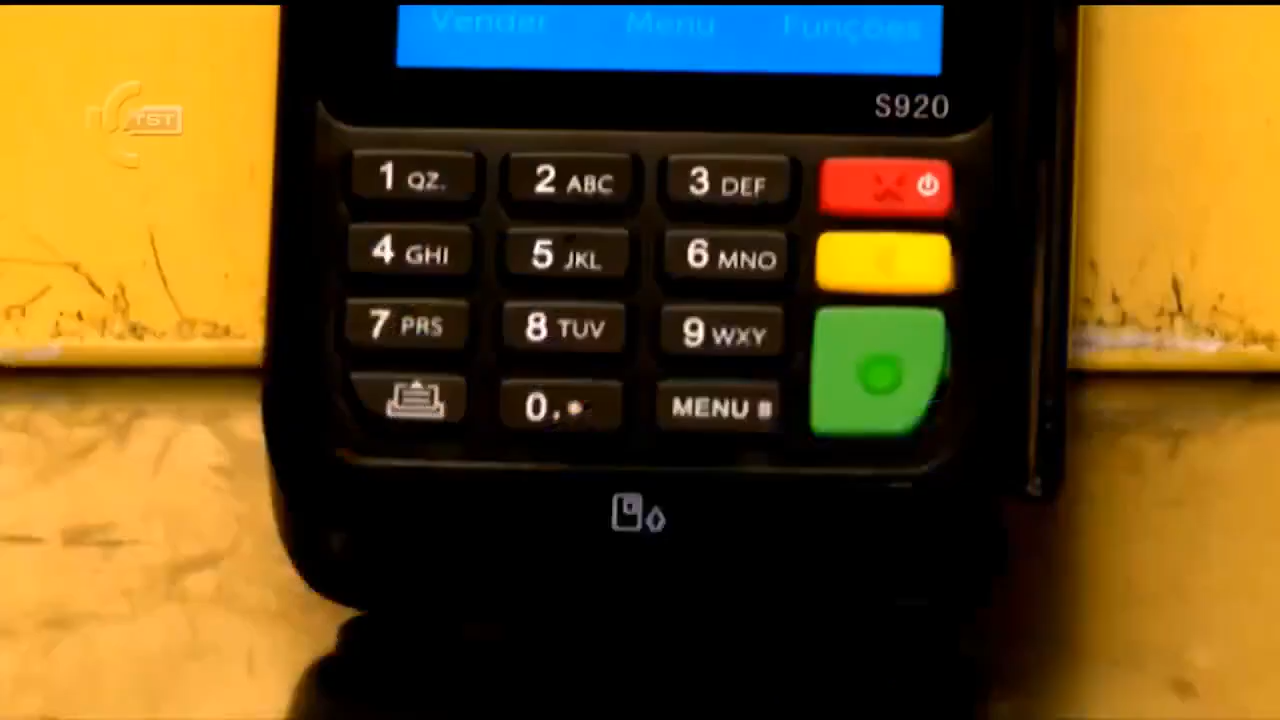 Vender Menu Funções
S920
TST
1 QZ. 2 ABC 3 DEF
4 GHI 5 JKL 6 MNO
7 PRS 8 TUV 9 WXY
0,* MENU